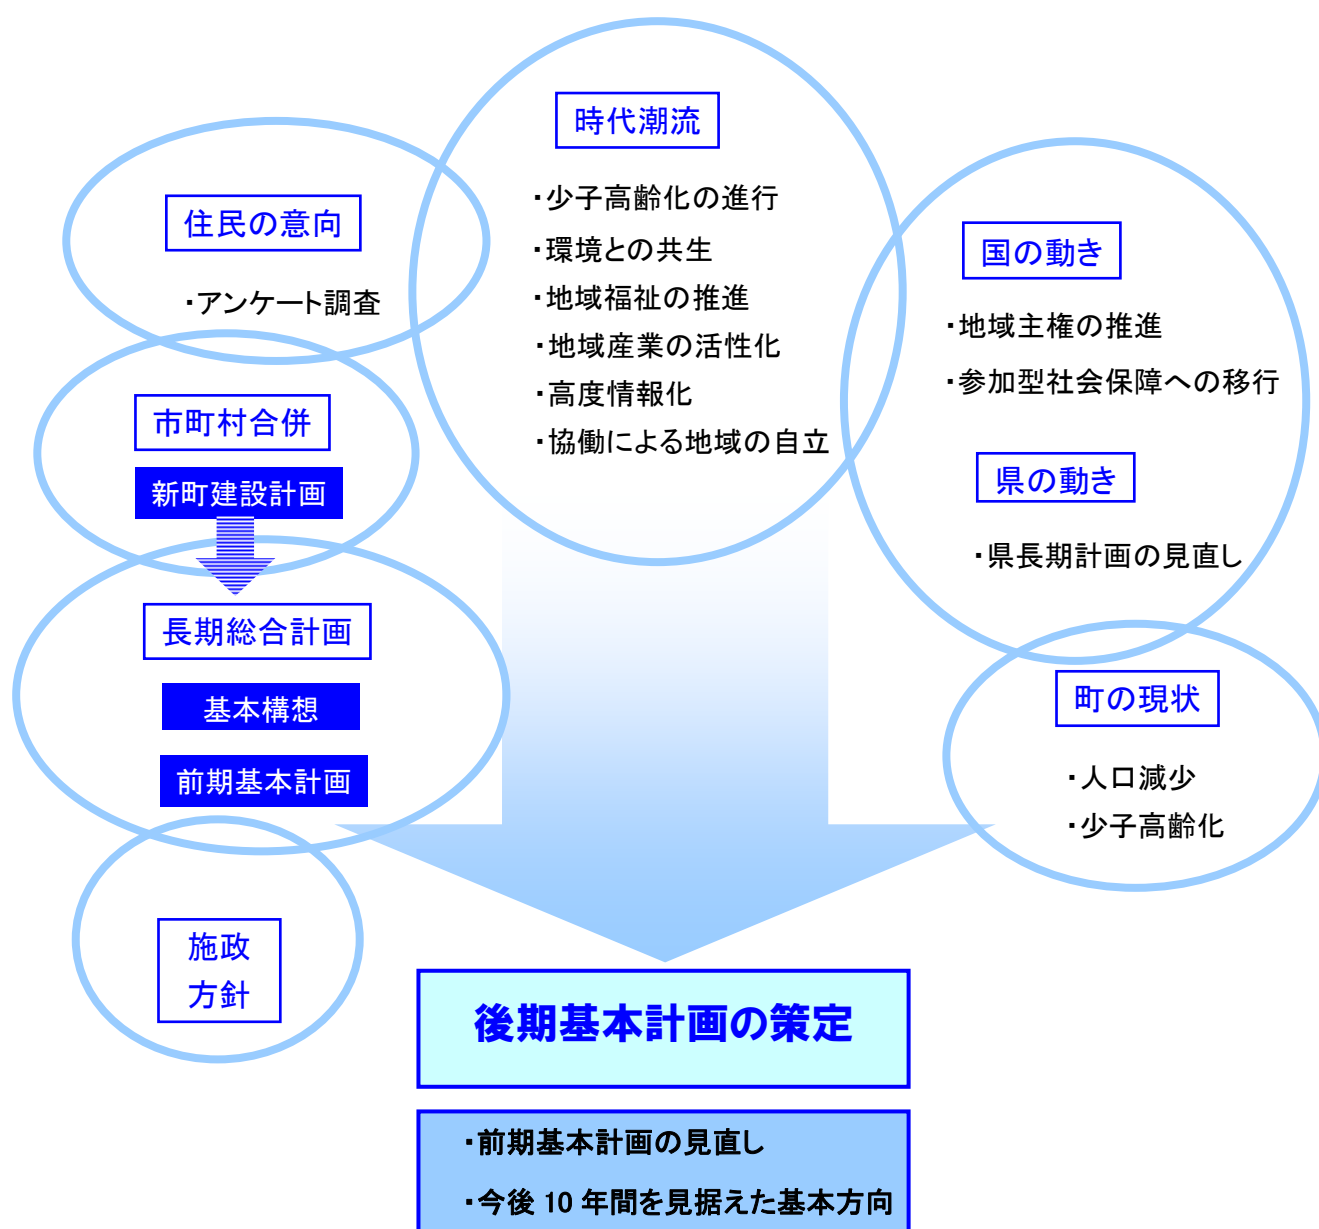 時代潮流
・少子高齢化の進行
・環境との共生
・地域福祉の推進
・地域産業の活性化
・高度情報化
・協働による地域の自立
住民の意向
・アンケート調査
市町村合併
新町建設計画
長期総合計画
基本構想
前期基本計画
施政
方針
国の動き
・地域主権の推進
・参加型社会保障への移行
県の動き
・県長期計画の見直し
町の現状
・人口減少
・少子高齢化
後期基本計画の策定
・前期基本計画の見直し
・今後 10 年間を見据えた基本方向